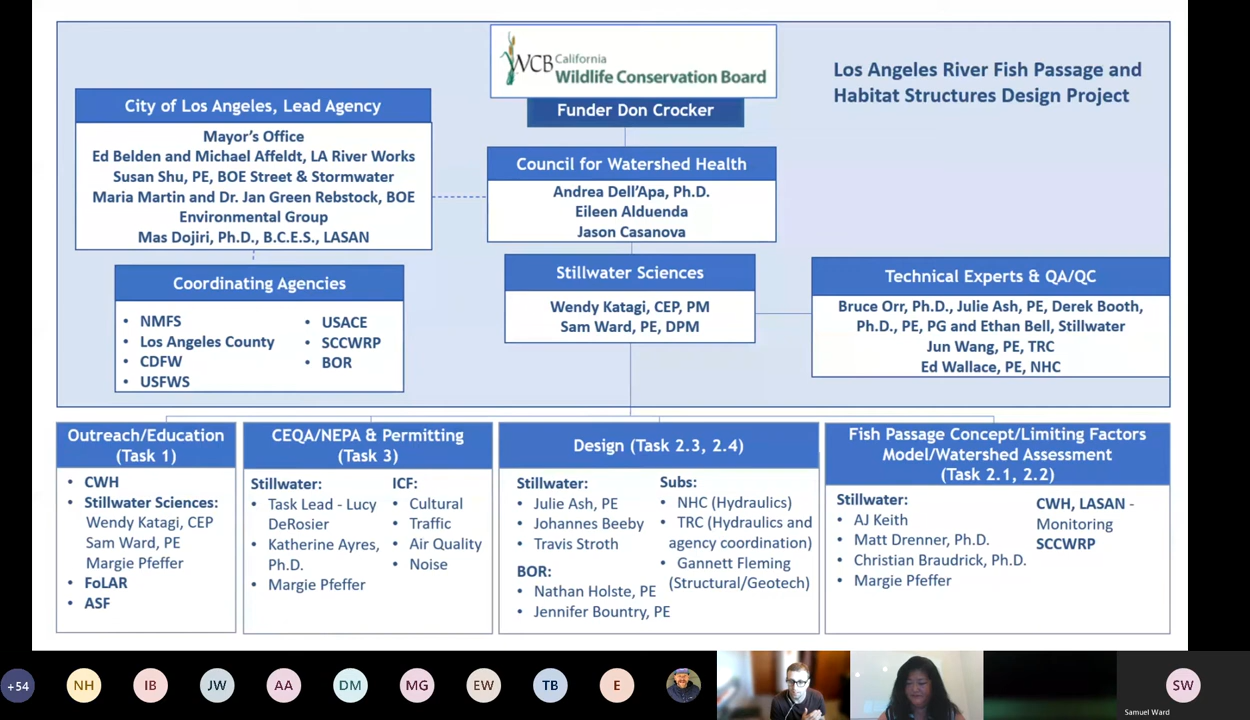 WCB California
Wildlife Conservation Board
Funder Don Crocker
Los Angeles River Fish Passage and
Habitat Structures Design Project
City of Los Angeles, Lead Agency
Mayor's Office
Ed Belden and Michael Affeldt, LA River Works
Susan Shu, PE, BOE Street & Stormwater
Maria Martin and Dr. Jan Green Rebstock, BOE
Environmental Group
Mas Dojiri, Ph.D., B.C.E.S., LASAN
Council for Watershed Health
Andrea Dell'Apa, Ph.D.
Eileen Alduenda
Jason Casanova
Coordinating Agencies
• NMFS
• Los Angeles County
• CDFW
• USFWS
• USACE
• SCCWRP
• BOR
Stillwater Sciences
Wendy Katagi, CEP, PM
Sam Ward, PE, DPM
Technical Experts & QA/QC
Bruce Orr, Ph.D., Julie Ash, PE, Derek Booth,
Ph.D., PE, PG and Ethan Bell, Stillwater
Jun Wang, PE, TRC
Ed Wallace, PE, NHC
Outreach/Education
(Task 1)
• CWH
• Stillwater Sciences:
Wendy Katagi, CEP
Sam Ward, PE
Margie Pfeffer
• FoLAR
• ASF
CEQA/NEPA & Permitting
(Task 3)
Stillwater:
• Task Lead - Lucy
DeRosier
• Katherine Ayres,
Ph.D.
• Margie Pfeffer
ICF:
• Cultural
• Traffic
• Air Quality
• Noise
Design (Task 2.3, 2.4)
Stillwater:
• Julie Ash, PE
• Johannes Beeby
• Travis Stroth
BOR:
• Nathan Holste, PE
• Jennifer Bountry, PE
Subs:
• NHC (Hydraulics)
• TRC (Hydraulics and
agency coordination)
• Gannett Fleming
(Structural/Geotech)
Fish Passage Concept/Limiting Factors
Model/Watershed Assessment
(Task 2.1, 2.2)
Stillwater:
• AJ Keith
• Matt Drenner, Ph.D.
• Christian Braudrick, Ph.D.
• Margie Pfeffer
CWH, LASAN -
Monitoring
SCCWRP
+54
NH
IB
JW
AA
DM
MG
EW
TB
E
SW
Samuel Ward